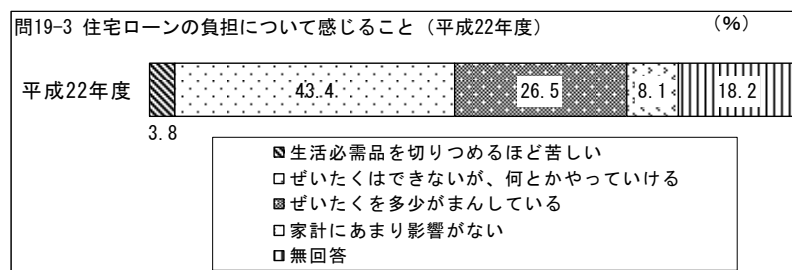 問19-3 住宅ローンの負担について感じること（平成22年度）　（%）
平成22年度　43.4　26.5　8.1　18.2
3.8
生活必需品を切りつめるほど苦しい
ぜいたくはできないが、何とかやっていける
ぜいたくを多少がまんしている
家計にあまり影響がない
無回答